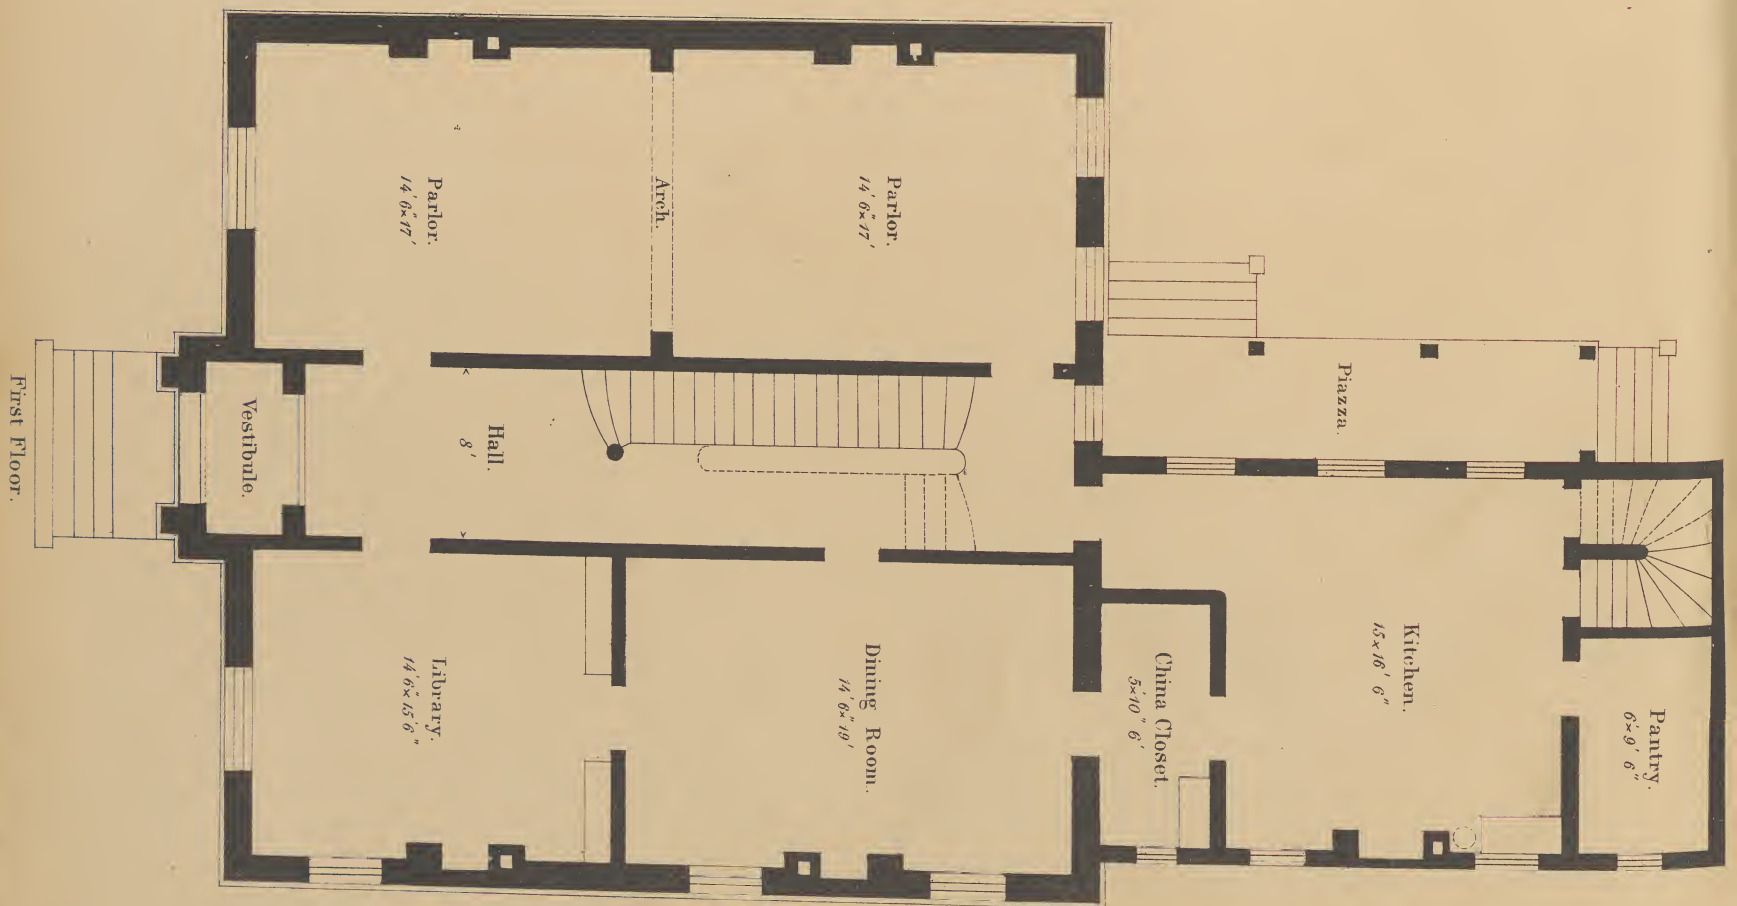 Parlor.
14' 6"×17'
Arch.
Parlor.
14' 6"×17'
Piazza.
Vestibule.
Hall.
8'
First Floor.
Library.
14' 6"×15' 6"
Dining Room.
14' 6"×19'
China Closet.
5'×10" 6'
Kitchen.
15×16' 6"
Pantry.
6'×9' 6"